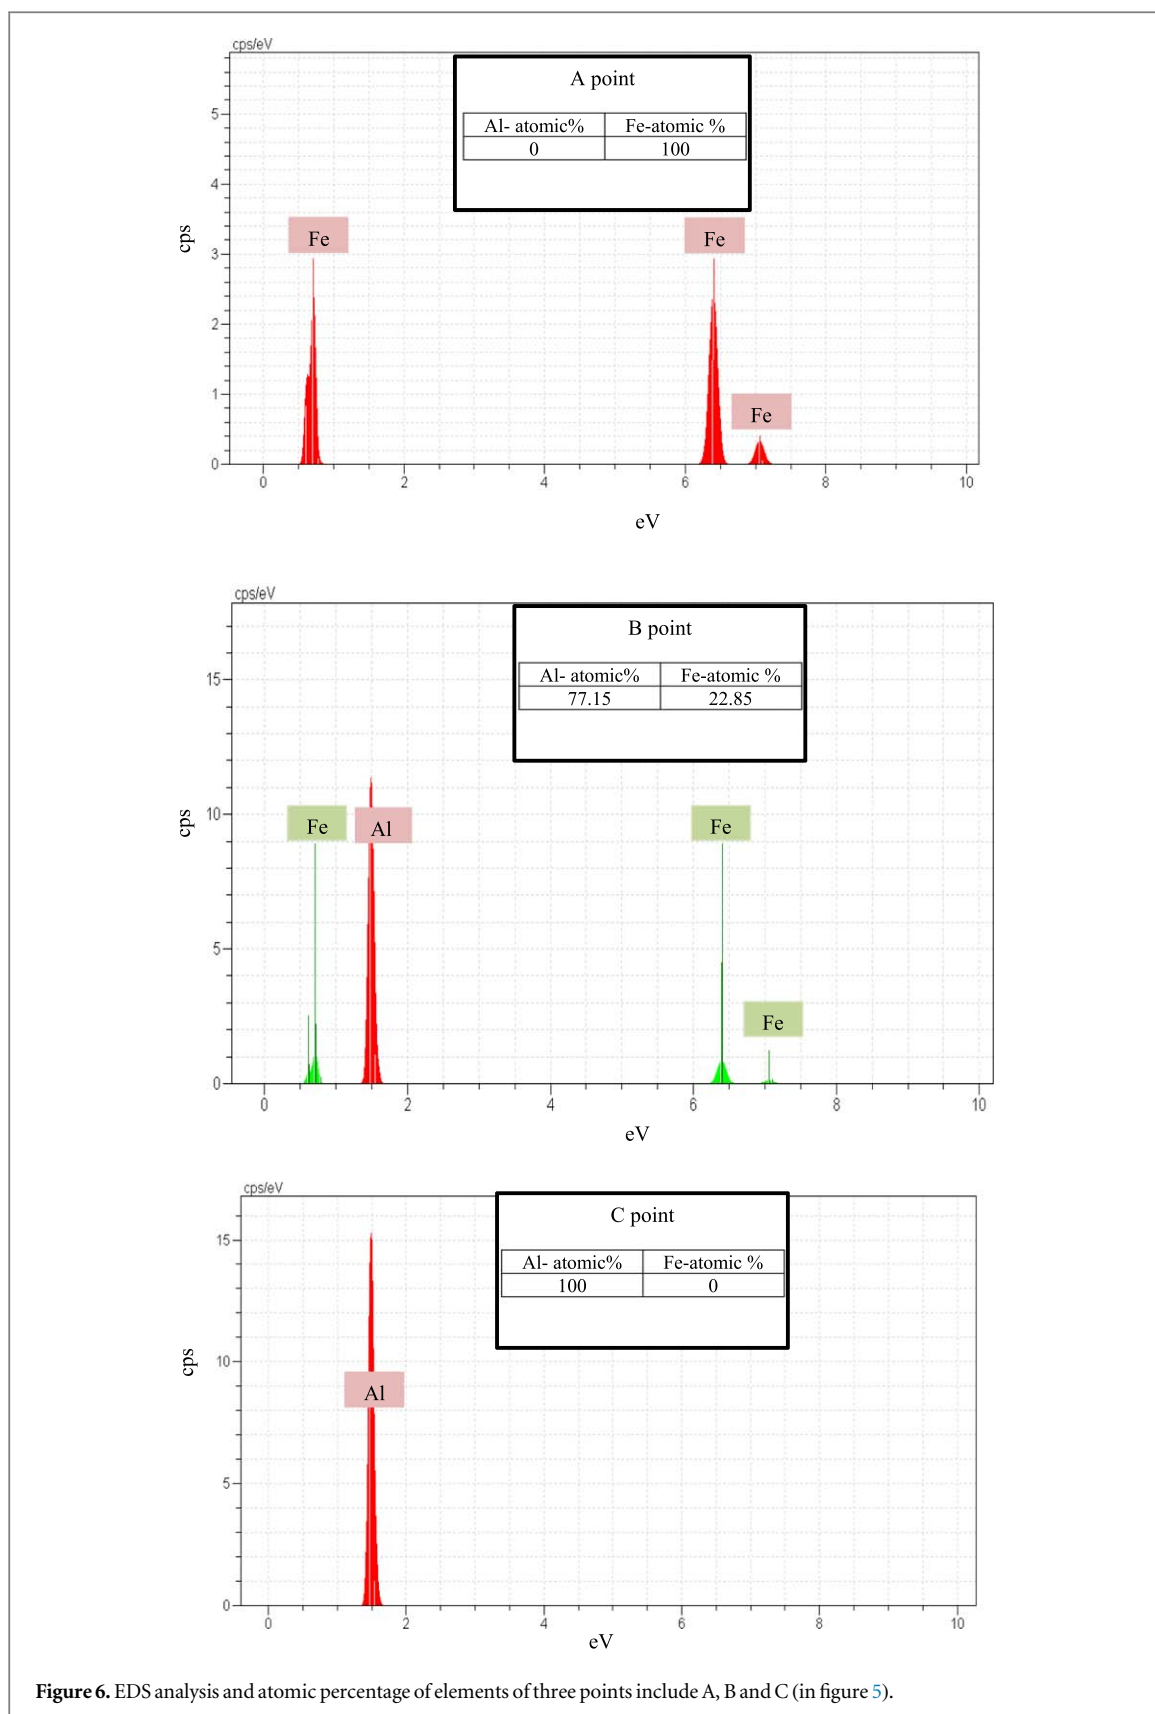 cps/eV
A point
Al- atomic% Fe-atomic %
0 100
5
4
3
2
1
0
cps
Fe
Fe
Fe
0 2 4 6 8 10
eV
cps/eV
B point
Al- atomic% Fe-atomic %
77.15 22.85
15
10
5
0
cps
Fe
Al
Fe
Fe
0 2 4 6 8 10
eV
cps/eV
C point
Al- atomic% Fe-atomic %
100 0
15
10
5
0
cps
Al
0 2 4 6 8 10
eV
Figure 6. EDS analysis and atomic percentage of elements of three points include A, B and C (in figure 5).